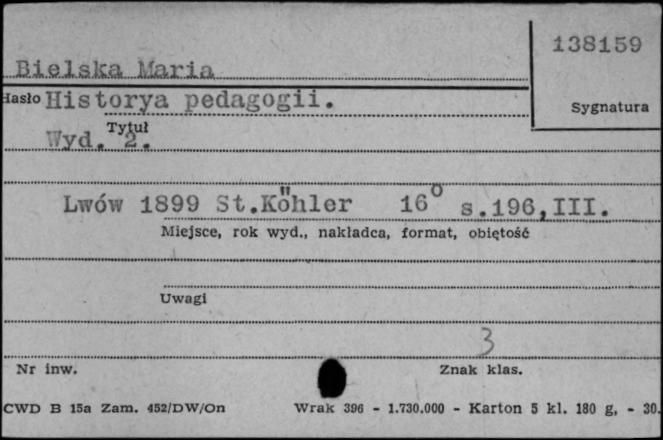 138159
Bielska Maria
Hasło Historya pedagogii.
Sygnatura
Tytuł
Wyd. 2.
Lwów 1899 St.Köhler 16° s.196,III.
Miejsce, rok wyd., nakładca, format, objętość
Uwagi
3
Nr inw. Znak klas.
CWD B 15a Zam. 452/DW/On Wrak 396 - 1.730.000 - Karton 5 kl. 180 g, - 30.